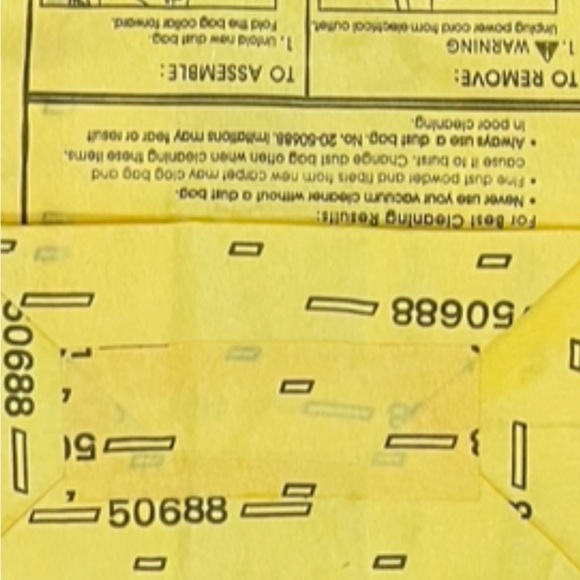 For Best Cleaning Results:
• Never use your vacuum cleaner without a dust bag.
• Fine dust powder and fibers from new carpet may clog bag and
cause it to burst. Change dust bag often when cleaning these items.
• Always use a dust bag, No. 20-50688. Imitations may tear or result
in poor cleaning.
TO REMOVE:
1. ⚠ WARNING
Unplug power cord from electrical outlet.
TO ASSEMBLE:
1. Unfold new dust bag.
Fold the bag collar forward.
50688
50688
50688